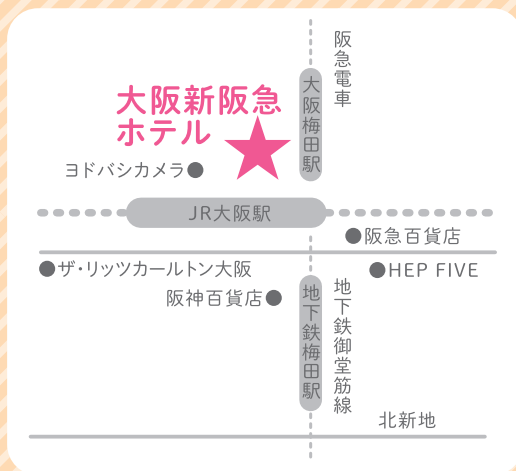 阪急電車
大阪梅田駅
大阪新阪急
ホテル
ヨドバシカメラ
JR大阪駅
阪急百貨店
ザ・リッツカールトン大阪
HEP FIVE
阪神百貨店
地下鉄梅田駅
地下鉄御堂筋線
北新地